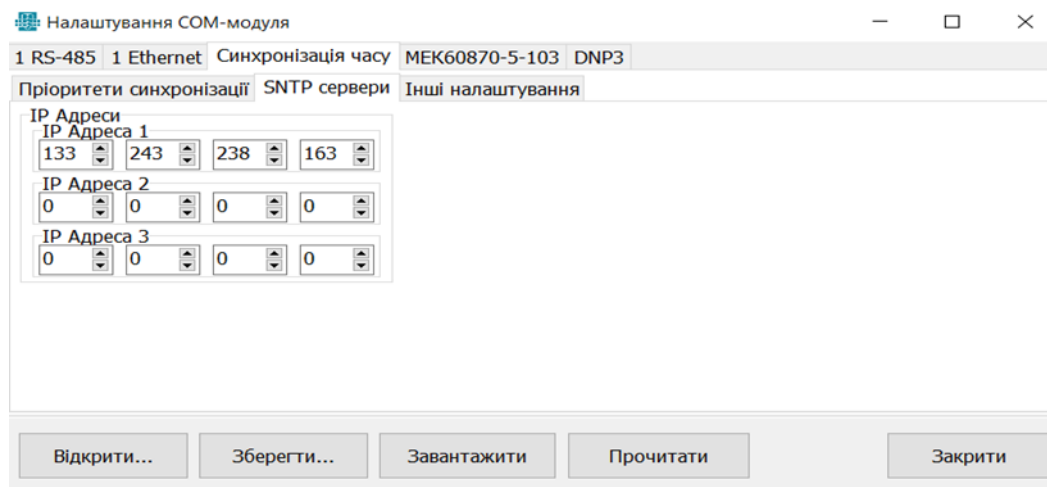 Налаштування COM-модуля
1 RS-485 1 Ethernet Синхронізація часу МЕК60870-5-103 DNP3
Пріоритети синхронізації SNTP сервери Інші налаштування
IP Адреси
IP Адреса 1
133 243 238 163
IP Адреса 2
0 0 0 0
IP Адреса 3
0 0 0 0
Відкрити... Зберегти... Завантажити Прочитати Закрити